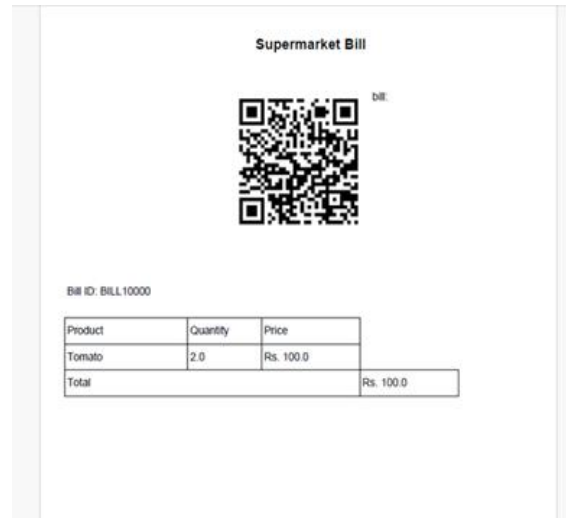 Supermarket Bill
bill:
Bill ID: BILL10000
Product Quantity Price
Tomato 2.0 Rs. 100.0
Total Rs. 100.0